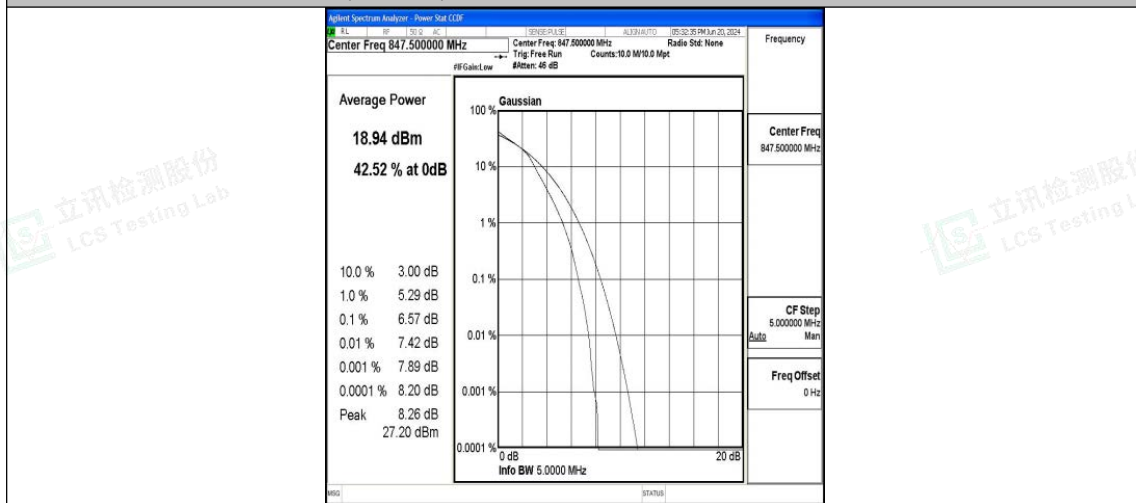 Agilent Spectrum Analyzer - Power Stat CCDF
RL RF 50 Ω AC SENSE:PULSE ALIGN AUTO 05:32:35 PM Jun 20, 2024
Center Freq 847.500000 MHz
Center Freq: 847.500000 MHz Radio Std: None
Trig: Free Run Counts:10.0 M/10.0 Mpt
#IFGain:Low #Atten: 46 dB
Frequency
Average Power
18.94 dBm
42.52 % at 0dB
10.0 % 3.00 dB
1.0 % 5.29 dB
0.1 % 6.57 dB
0.01 % 7.42 dB
0.001 % 7.89 dB
0.0001 % 8.20 dB
Peak 8.26 dB
27.20 dBm
Gaussian
100 %
10 %
1 %
0.1 %
0.01 %
0.001 %
0.0001 %
0 dB 20 dB
Info BW 5.0000 MHz
Center Freq
847.500000 MHz
CF Step
5.000000 MHz
Auto Man
Freq Offset
0 Hz
MSG STATUS
立讯检测股份
LCS Testing Lab
立讯检测股份
LCS Testing L